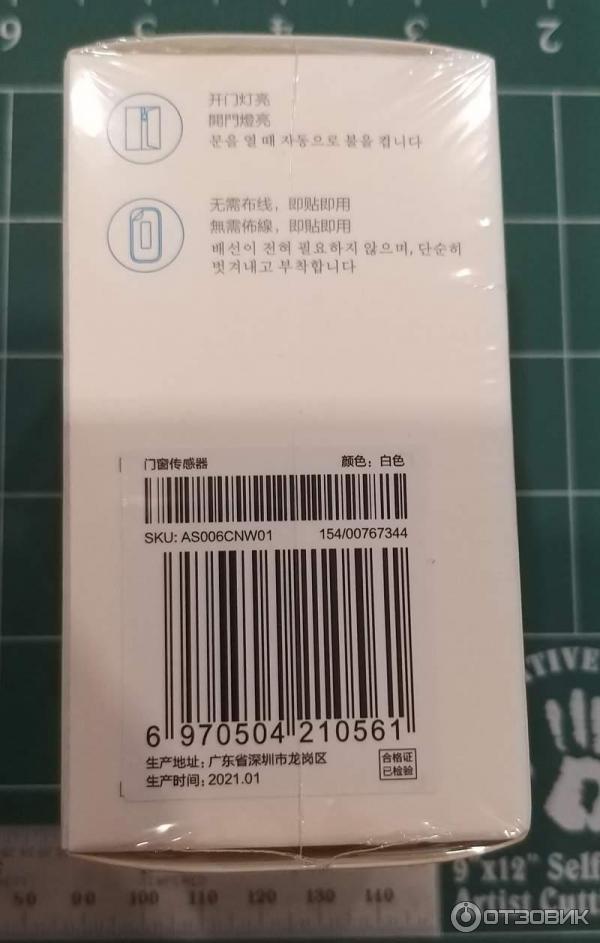 6
2
开门灯亮
開門燈亮
문을 열 때 자동으로 불을 켭니다
无需布线，即贴即用
無需佈線，即貼即用
배선이 전혀 필요하지 않으며, 단순히
벗겨내고 부착합니다
门窗传感器 颜色：白色
SKU: AS006CNW01 154/00767344
6 970504 210561
生产地址：广东省深圳市龙岗区
生产时间：2021.01
合格证
已检验
9"x12" Self
Artist Cutt
80 90 100 110 120 130 140
ОТЗОВИК